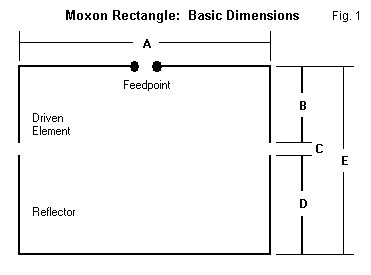 Moxon Rectangle: Basic Dimensions Fig. 1
A
Feedpoint
B
Driven
Element
C
E
Reflector
D